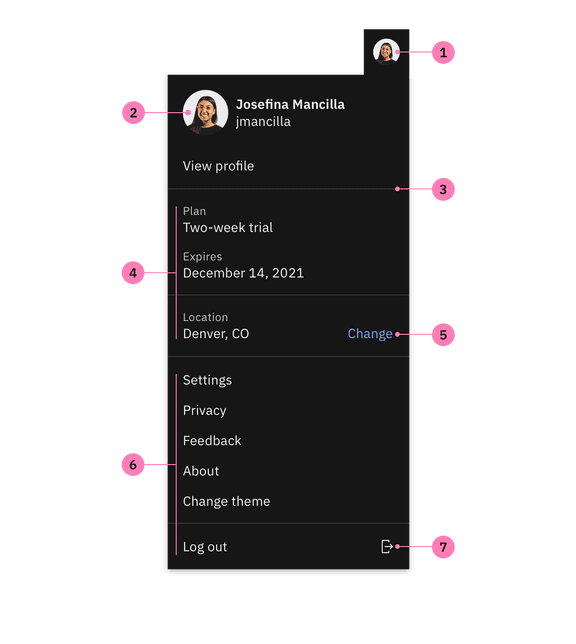 1
2
Josefina Mancilla
jmancilla
View profile
3
Plan
Two-week trial
Expires
December 14, 2021
4
Location
Denver, CO
Change
5
Settings
Privacy
Feedback
6
About
Change theme
Log out
7